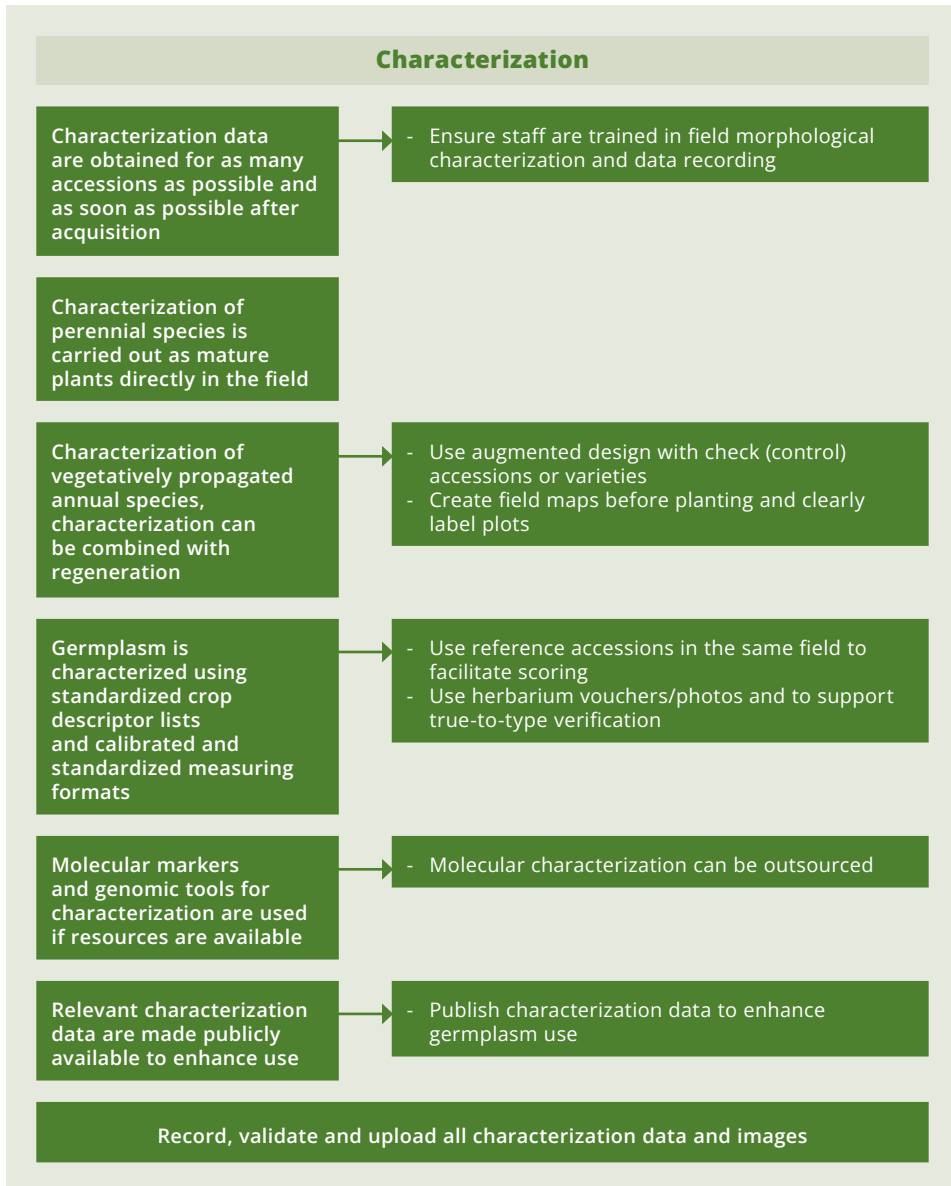 Characterization
Characterization data
are obtained for as many
accessions as possible and
as soon as possible after
acquisition
- Ensure staff are trained in field morphological
characterization and data recording
Characterization of
perennial species is
carried out as mature
plants directly in the field
Characterization of
vegetatively propagated
annual species,
characterization can
be combined with
regeneration
- Use augmented design with check (control)
accessions or varieties
- Create field maps before planting and clearly
label plots
Germplasm is
characterized using
standardized crop
descriptor lists
and calibrated and
standardized measuring
formats
- Use reference accessions in the same field to
facilitate scoring
- Use herbarium vouchers/photos and to support
true-to-type verification
Molecular markers
and genomic tools for
characterization are used
if resources are available
- Molecular characterization can be outsourced
Relevant characterization
data are made publicly
available to enhance use
- Publish characterization data to enhance
germplasm use
Record, validate and upload all characterization data and images